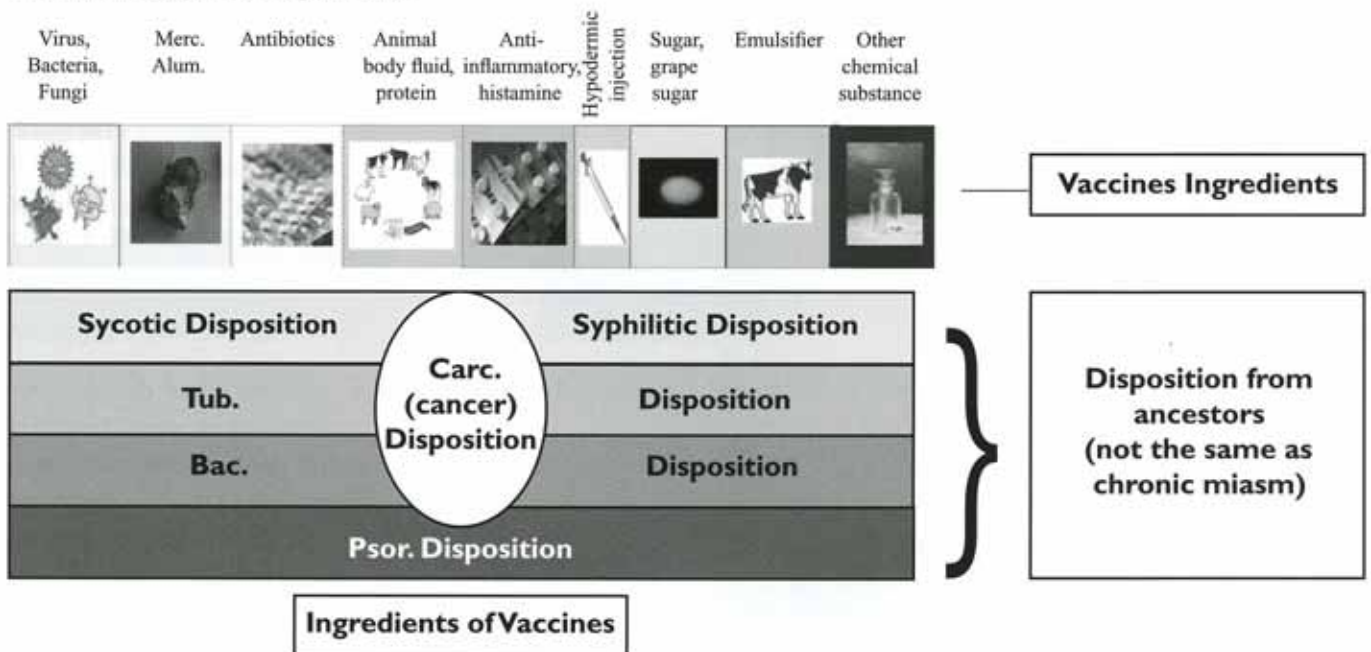 Virus,
Bacteria,
Fungi
Merc.
Alum.
Antibiotics
Animal
body fluid,
protein
Anti-
inflammatory,
histamine
Hypodermic
injection
Sugar,
grape
sugar
Emulsifier
Other
chemical
substance
Vaccines Ingredients
Sycotic Disposition
Syphilitic Disposition
Carc.
(cancer)
Disposition
Tub.
Disposition
Bac.
Disposition
Psor. Disposition
Disposition from
ancestors
(not the same as
chronic miasm)
Ingredients of Vaccines